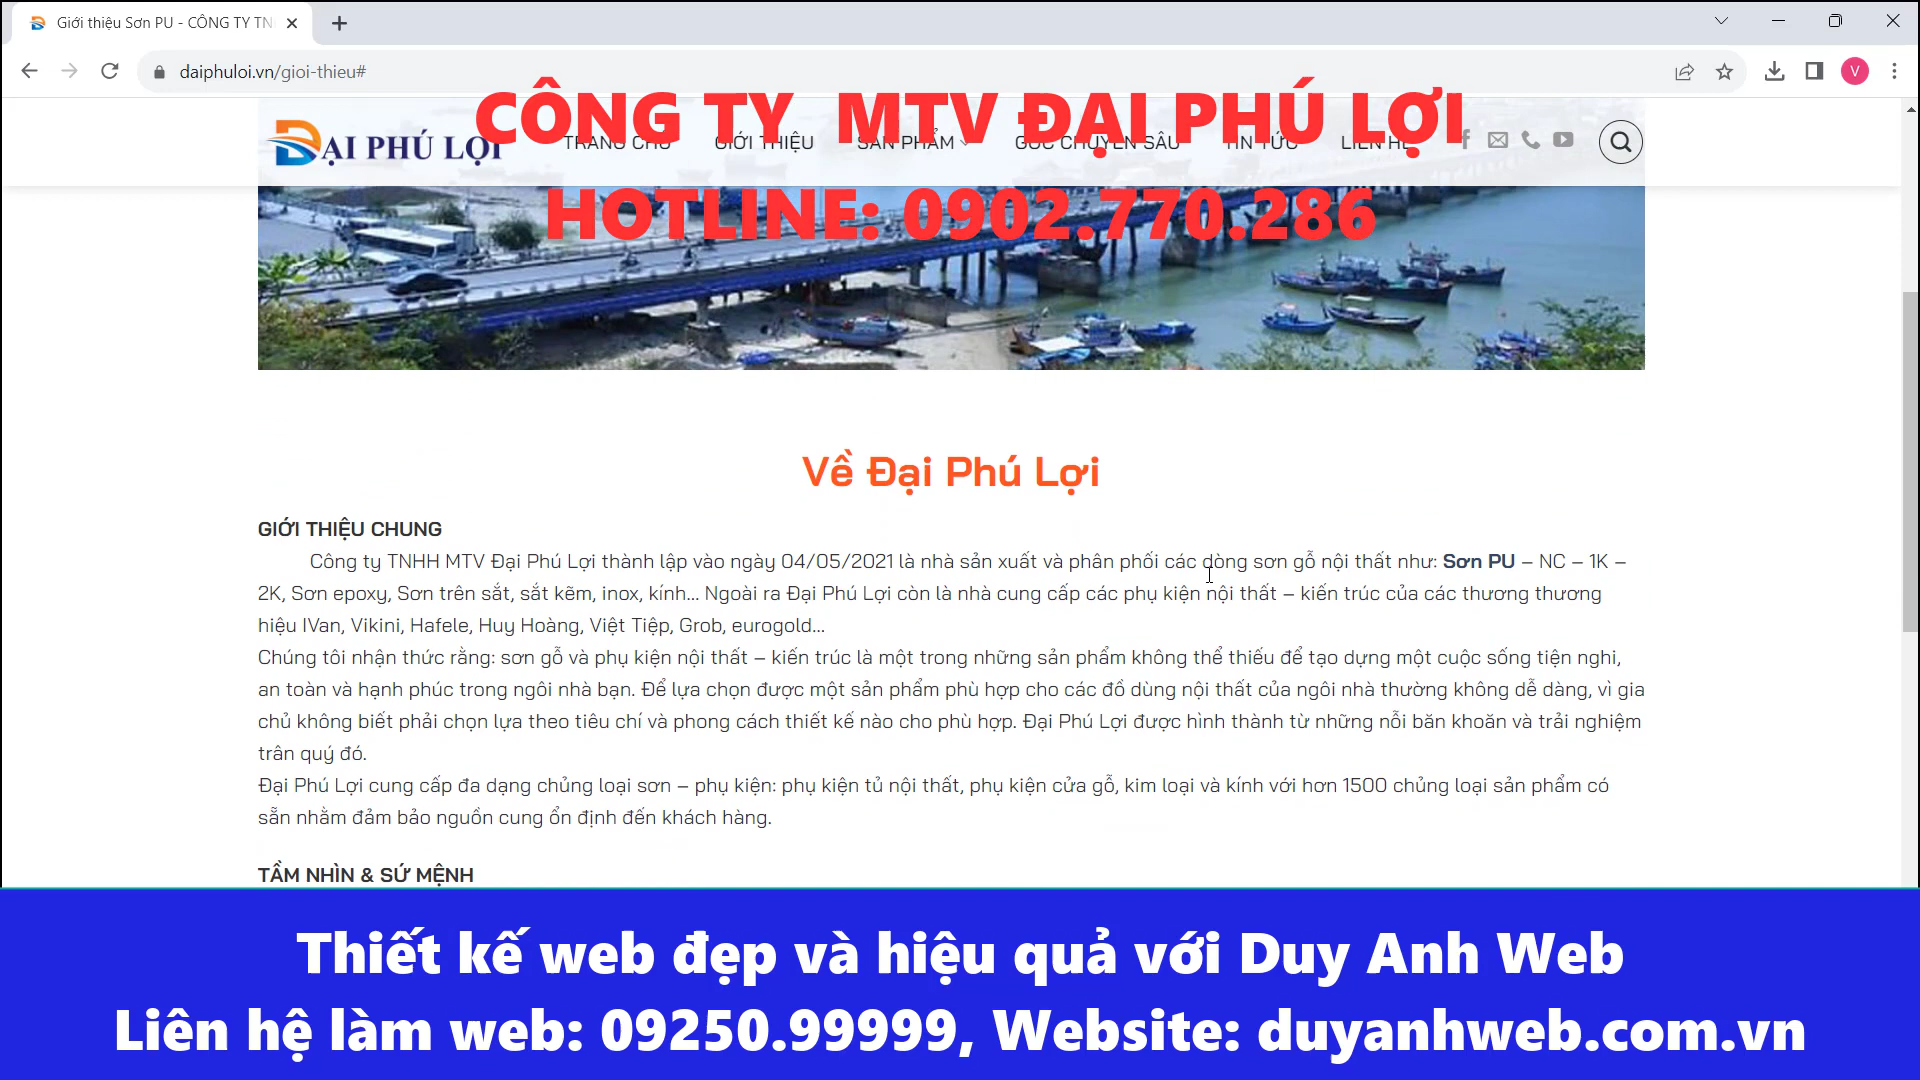 Giới thiệu Sơn PU - CÔNG TY TN
daiphuloi.vn/gioi-thieu#
V
CÔNG TY MTV ĐẠI PHÚ LỢI
ĐẠI PHÚ LỢI
TRANG CHỦ GIỚI THIỆU SẢN PHẨM GÓC CHUYÊN SÂU TIN TỨC LIÊN HỆ
HOTLINE: 0902.770.286
Về Đại Phú Lợi
GIỚI THIỆU CHUNG
Công ty TNHH MTV Đại Phú Lợi thành lập vào ngày 04/05/2021 là nhà sản xuất và phân phối các dòng sơn gỗ nội thất như: Sơn PU – NC – 1K –
2K, Sơn epoxy, Sơn trên sắt, sắt kẽm, inox, kính... Ngoài ra Đại Phú Lợi còn là nhà cung cấp các phụ kiện nội thất – kiến trúc của các thương thương
hiệu IVan, Vikini, Hafele, Huy Hoàng, Việt Tiệp, Grob, eurogold...
Chúng tôi nhận thức rằng: sơn gỗ và phụ kiện nội thất – kiến trúc là một trong những sản phẩm không thể thiếu để tạo dựng một cuộc sống tiện nghi,
an toàn và hạnh phúc trong ngôi nhà bạn. Để lựa chọn được một sản phẩm phù hợp cho các đồ dùng nội thất của ngôi nhà thường không dễ dàng, vì gia
chủ không biết phải chọn lựa theo tiêu chí và phong cách thiết kế nào cho phù hợp. Đại Phú Lợi được hình thành từ những nỗi băn khoăn và trải nghiệm
trân quý đó.
Đại Phú Lợi cung cấp đa dạng chủng loại sơn – phụ kiện: phụ kiện tủ nội thất, phụ kiện cửa gỗ, kim loại và kính với hơn 1500 chủng loại sản phẩm có
sẵn nhằm đảm bảo nguồn cung ổn định đến khách hàng.
TẦM NHÌN & SỨ MỆNH
Thiết kế web đẹp và hiệu quả với Duy Anh Web
Liên hệ làm web: 09250.99999, Website: duyanhweb.com.vn